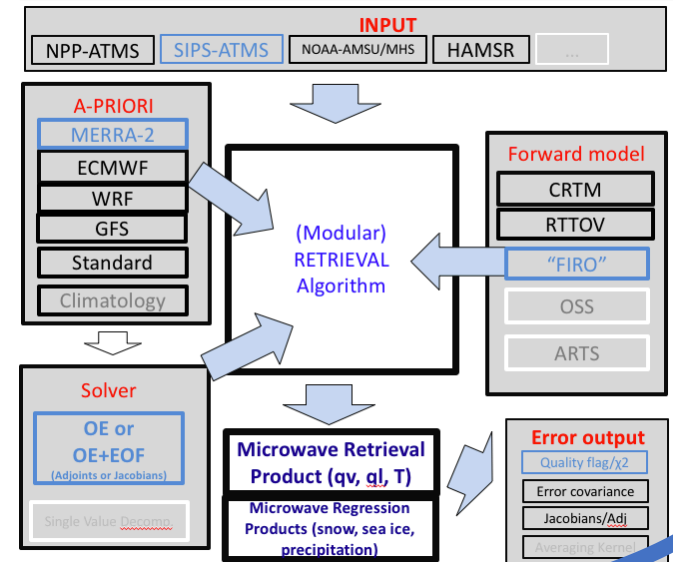 INPUT
NPP-ATMS
SIPS-ATMS
NOAA-AMSU/MHS
HAMSR
...
A-PRIORI
MERRA-2
ECMWF
WRF
GFS
Standard
Climatology
(Modular)
RETRIEVAL
Algorithm
Forward model
CRTM
RTTOV
“FIRO”
OSS
ARTS
Solver
OE or
OE+EOF
(Adjoints or Jacobians)
Single Value Decomp.
Microwave Retrieval
Product (qv, ql, T)
Microwave Regression
Products (snow, sea ice,
precipitation)
Error output
Quality flag/χ2
Error covariance
Jacobians/Adj
Averaging Kernel